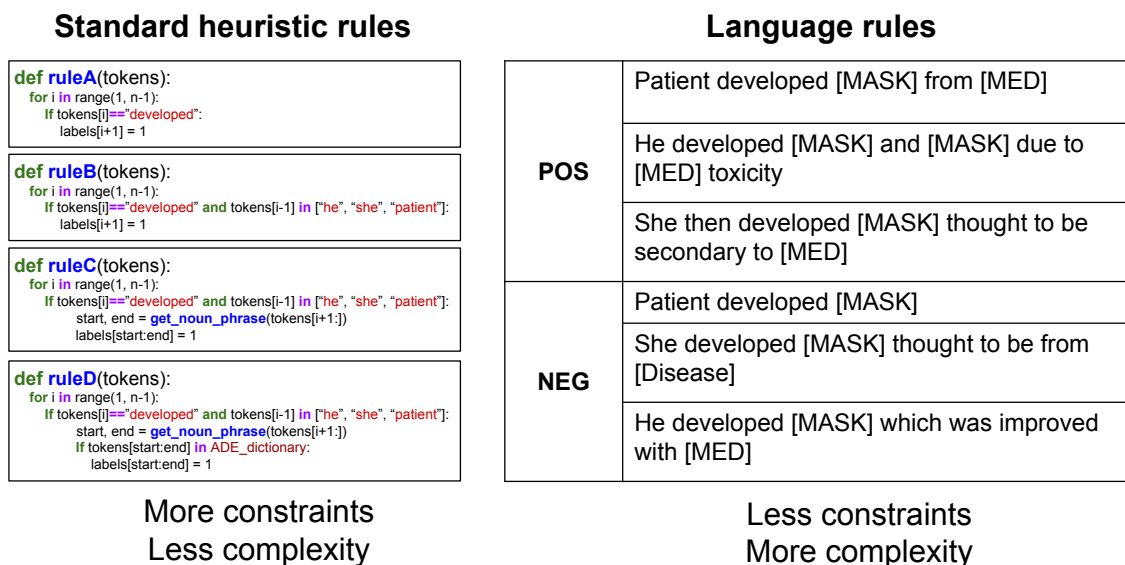 Standard heuristic rules
def ruleA(tokens):
for i in range(1, n-1):
If tokens[i]=="developed":
labels[i+1] = 1
def ruleB(tokens):
for i in range(1, n-1):
If tokens[i]=="developed" and tokens[i-1] in ["he", "she", "patient"]:
labels[i+1] = 1
def ruleC(tokens):
for i in range(1, n-1):
If tokens[i]=="developed" and tokens[i-1] in ["he", "she", "patient"]:
start, end = get_noun_phrase(tokens[i+1:])
labels[start:end] = 1
def ruleD(tokens):
for i in range(1, n-1):
If tokens[i]=="developed" and tokens[i-1] in ["he", "she", "patient"]:
start, end = get_noun_phrase(tokens[i+1:])
If tokens[start:end] in ADE_dictionary:
labels[start:end] = 1
More constraints
Less complexity
Language rules
POS
Patient developed [MASK] from [MED]
He developed [MASK] and [MASK] due to
[MED] toxicity
She then developed [MASK] thought to be
secondary to [MED]
NEG
Patient developed [MASK]
She developed [MASK] thought to be from
[Disease]
He developed [MASK] which was improved
with [MED]
Less constraints
More complexity